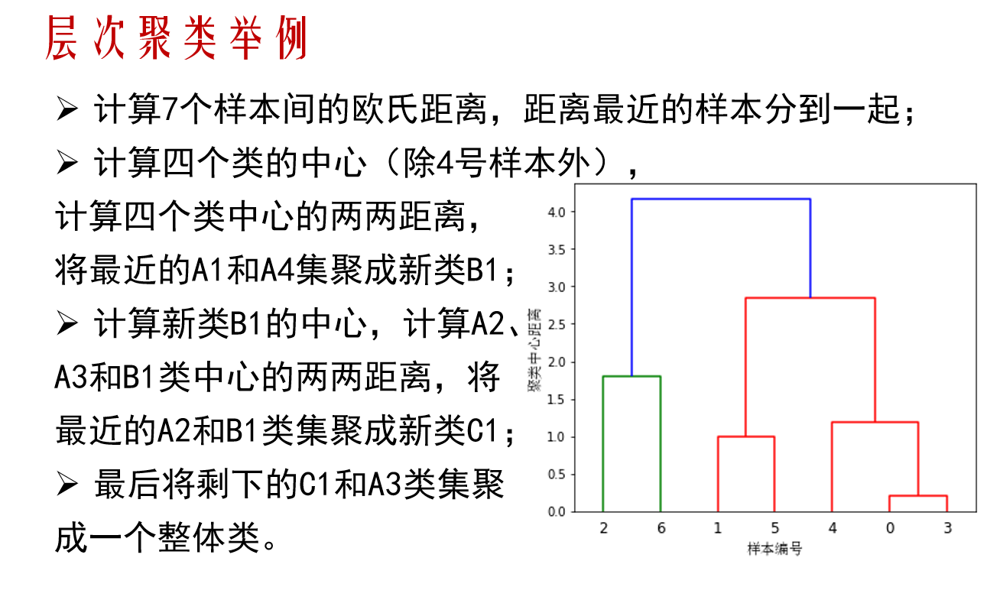 层次聚类举例
➢ 计算7个样本间的欧氏距离，距离最近的样本分到一起；
➢ 计算四个类的中心（除4号样本外），
计算四个类中心的两两距离，
将最近的A1和A4集聚成新类B1；
➢ 计算新类B1的中心，计算A2、
A3和B1类中心的两两距离，将
最近的A2和B1类集聚成新类C1；
➢ 最后将剩下的C1和A3类集聚
成一个整体类。
聚类中心距离
4.0
3.5
3.0
2.5
2.0
1.5
1.0
0.5
0.0
2 6 1 5 4 0 3
样本编号